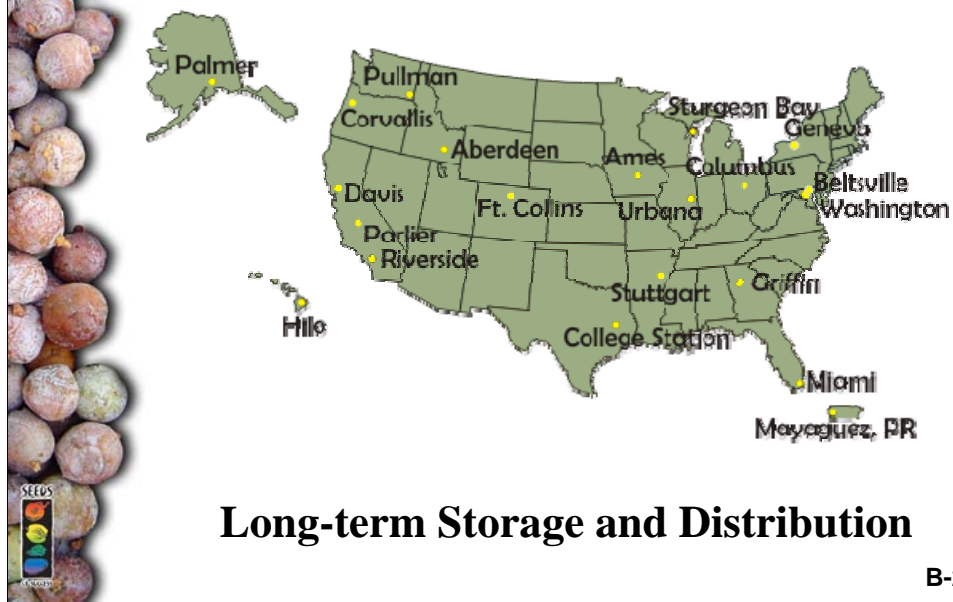 Palmer
Pullman
Corvallis
Sturgeon Bay
Geneva
Aberdeen
Ames
Columbus
Beltsville
Washington
Davis
Ft. Collins
Urbana
Parlier
Riverside
Griffin
Stuttgart
Hilo
College Station
Miami
Mayaguez, PR
SEEDS
Long-term Storage and Distribution